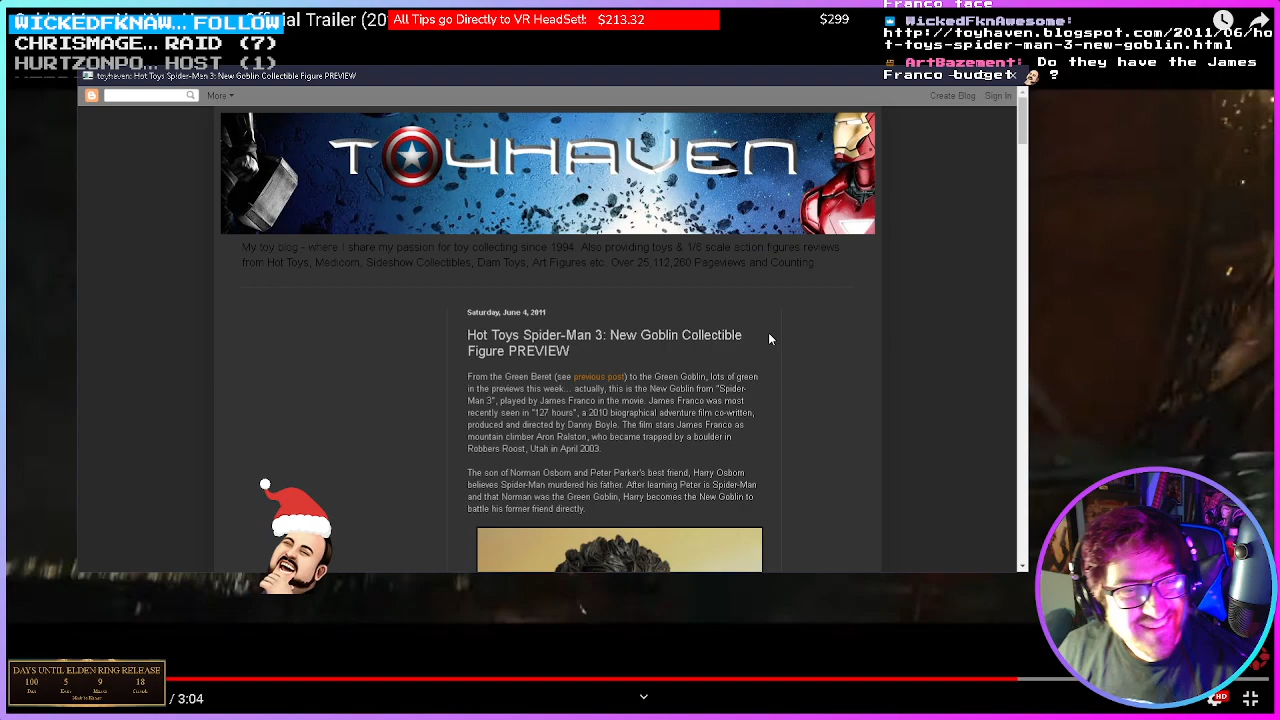 Official Trailer (20
All Tips go Directly to VR HeadSet! $213.32
$299
WICKEDFKNAW... FOLLOW
CHRISMAGE... RAID (7)
HURTZONPO... HOST (1)
Franco face
WickedFknAwesome:
http://toyhaven.blogspot.com/2011/06/ho
t-toys-spider-man-3-new-goblin.html
ArtBazement: Do they have the James
Franco budget ?
toyhaven: Hot Toys Spider-Man 3: New Goblin Collectible Figure PREVIEW
More
Create Blog Sign In
TOYHAVEN
My toy blog - where I share my passion for toy collecting since 1994. Also providing toys & 1/6 scale action figures reviews
from Hot Toys, Medicom, Sideshow Collectibles, Dam Toys, Art Figures etc. Over 25,112,260 Pageviews and Counting.
Saturday, June 4, 2011
Hot Toys Spider-Man 3: New Goblin Collectible
Figure PREVIEW
From the Green Beret (see previous post) to the Green Goblin, lots of green
in the previews this week... actually, this is the New Goblin from "Spider-
Man 3", played by James Franco in the movie. James Franco was most
recently seen in "127 hours", a 2010 biographical adventure film co-written,
produced and directed by Danny Boyle. The film stars James Franco as
mountain climber Aron Ralston, who became trapped by a boulder in
Robbers Roost, Utah in April 2003.
The son of Norman Osborn and Peter Parker's best friend, Harry Osborn
believes Spider-Man murdered his father. After learning Peter is Spider-Man
and that Norman was the Green Goblin, Harry becomes the New Goblin to
battle his former friend directly.
DAYS UNTIL ELDEN RING RELEASE
100 5 9 18
/ 3:04
HD